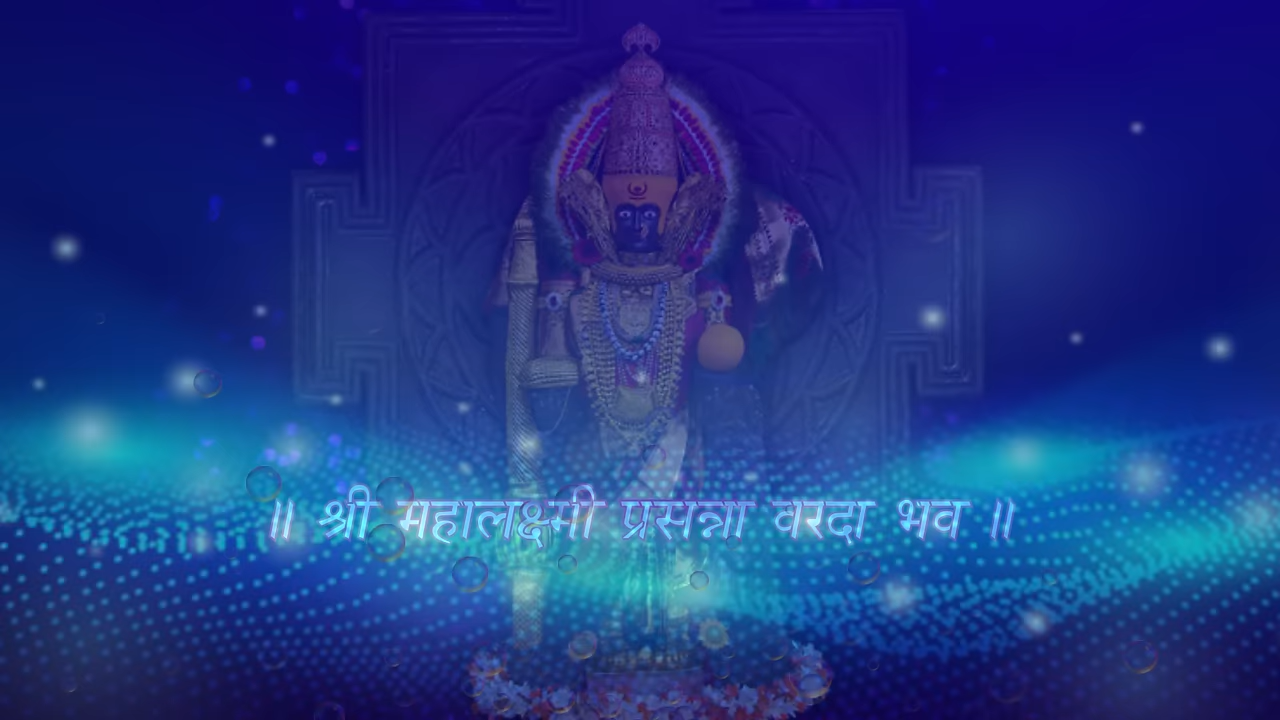 ॥ श्री महालक्ष्मी प्रसन्ना वरदा भव ॥